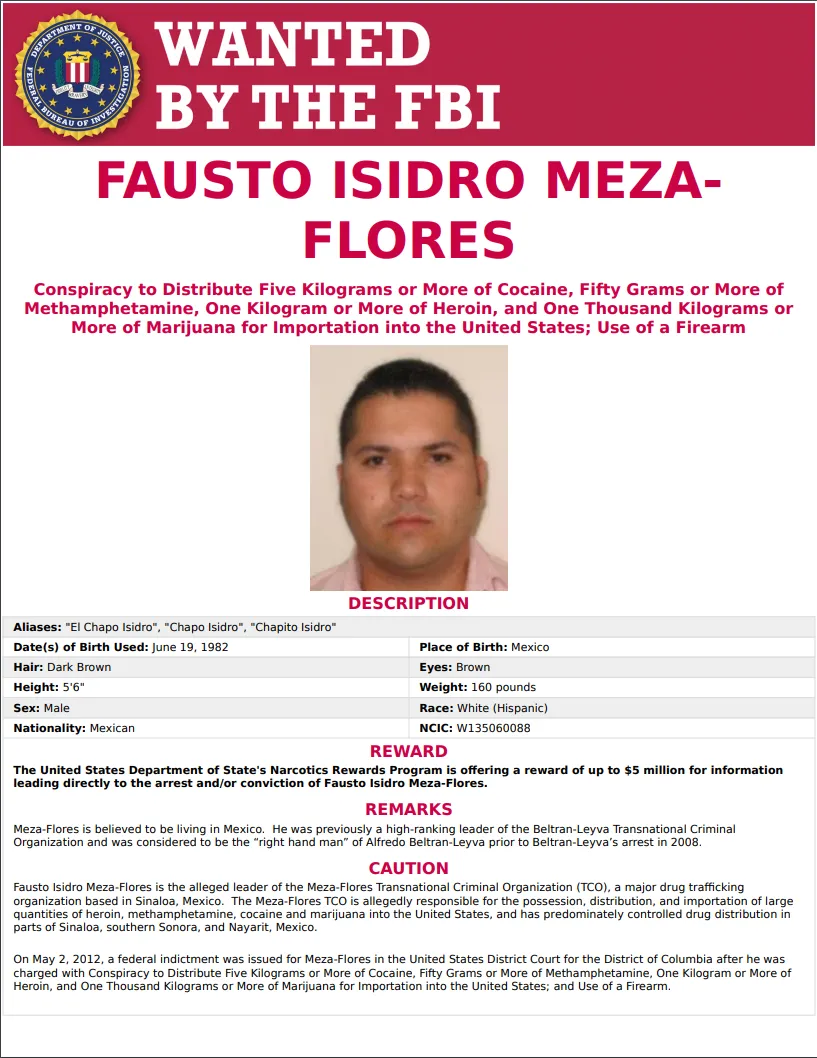 DEPARTMENT OF JUSTICE
FEDERAL BUREAU OF INVESTIGATION
WANTED
BY THE FBI
FAUSTO ISIDRO MEZA-
FLORES
Conspiracy to Distribute Five Kilograms or More of Cocaine, Fifty Grams or More of
Methamphetamine, One Kilogram or More of Heroin, and One Thousand Kilograms or
More of Marijuana for Importation into the United States; Use of a Firearm
DESCRIPTION
Aliases: "El Chapo Isidro", "Chapo Isidro", "Chapito Isidro"
Date(s) of Birth Used: June 19, 1982
Place of Birth: Mexico
Hair: Dark Brown
Eyes: Brown
Height: 5'6"
Weight: 160 pounds
Sex: Male
Race: White (Hispanic)
Nationality: Mexican
NCIC: W135060088
REWARD
The United States Department of State's Narcotics Rewards Program is offering a reward of up to $5 million for information
leading directly to the arrest and/or conviction of Fausto Isidro Meza-Flores.
REMARKS
Meza-Flores is believed to be living in Mexico.  He was previously a high-ranking leader of the Beltran-Leyva Transnational Criminal
Organization and was considered to be the “right hand man” of Alfredo Beltran-Leyva prior to Beltran-Leyva’s arrest in 2008.
CAUTION
Fausto Isidro Meza-Flores is the alleged leader of the Meza-Flores Transnational Criminal Organization (TCO), a major drug trafficking
organization based in Sinaloa, Mexico.  The Meza-Flores TCO is allegedly responsible for the possession, distribution, and importation of large
quantities of heroin, methamphetamine, cocaine and marijuana into the United States, and has predominately controlled drug distribution in
parts of Sinaloa, southern Sonora, and Nayarit, Mexico.
On May 2, 2012, a federal indictment was issued for Meza-Flores in the United States District Court for the District of Columbia after he was
charged with Conspiracy to Distribute Five Kilograms or More of Cocaine, Fifty Grams or More of Methamphetamine, One Kilogram or More of
Heroin, and One Thousand Kilograms or More of Marijuana for Importation into the United States; and Use of a Firearm.